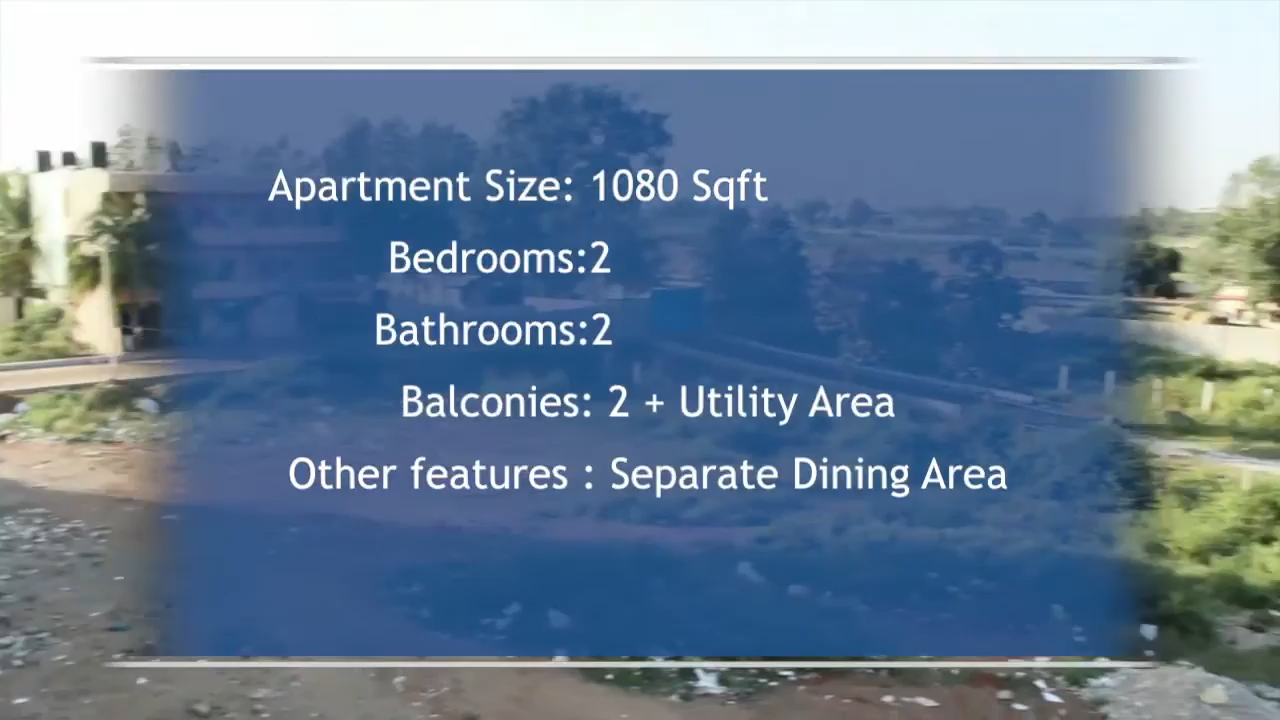 Apartment Size: 1080 Sqft
Bedrooms:2
Bathrooms:2
Balconies: 2 + Utility Area
Other features : Separate Dining Area